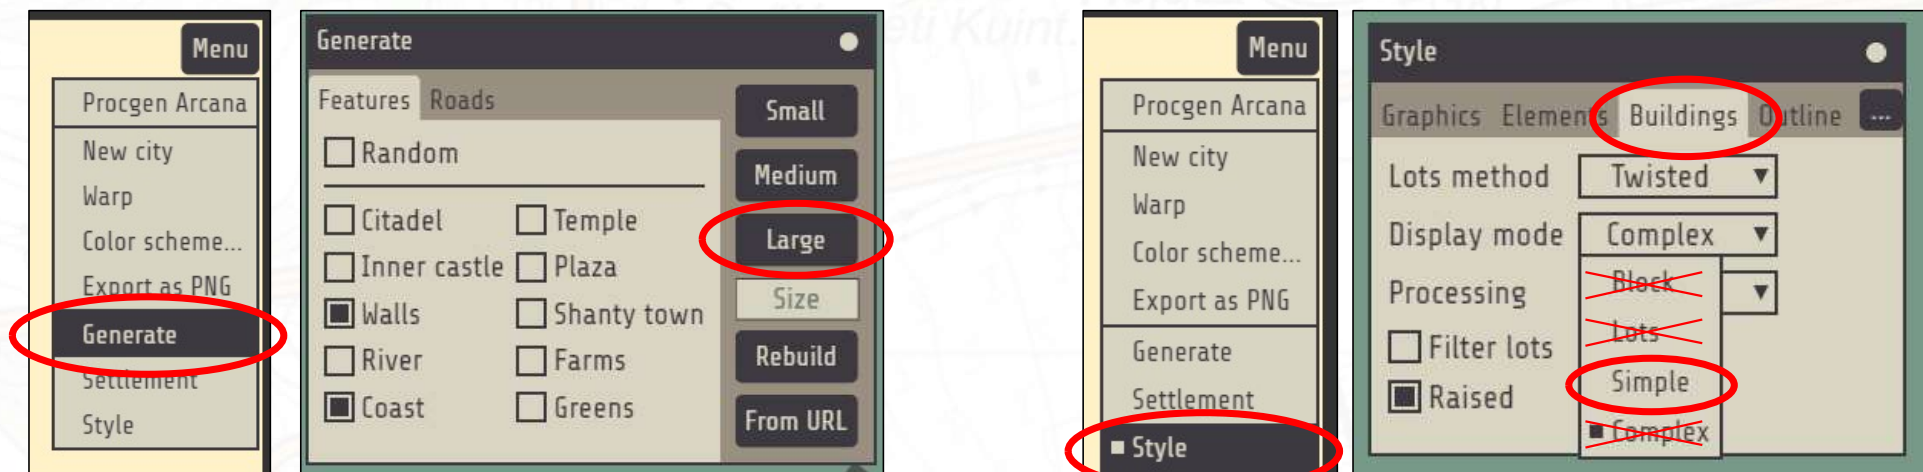 Menu
Procgen Arcana
New city
Warp
Color scheme...
Export as PNG
Generate
Settlement
Style
Generate
Features Roads
Random
Citadel Temple
Inner castle Plaza
Walls Shanty town
River Farms
Coast Greens
Small
Medium
Large
Size
Rebuild
From URL
Menu
Procgen Arcana
New city
Warp
Color scheme...
Export as PNG
Generate
Settlement
Style
Style
Graphics Elements Buildings Outline ...
Lots method Twisted
Display mode Complex
Processing
Filter lots
Raised
Block
Lots
Simple
Complex